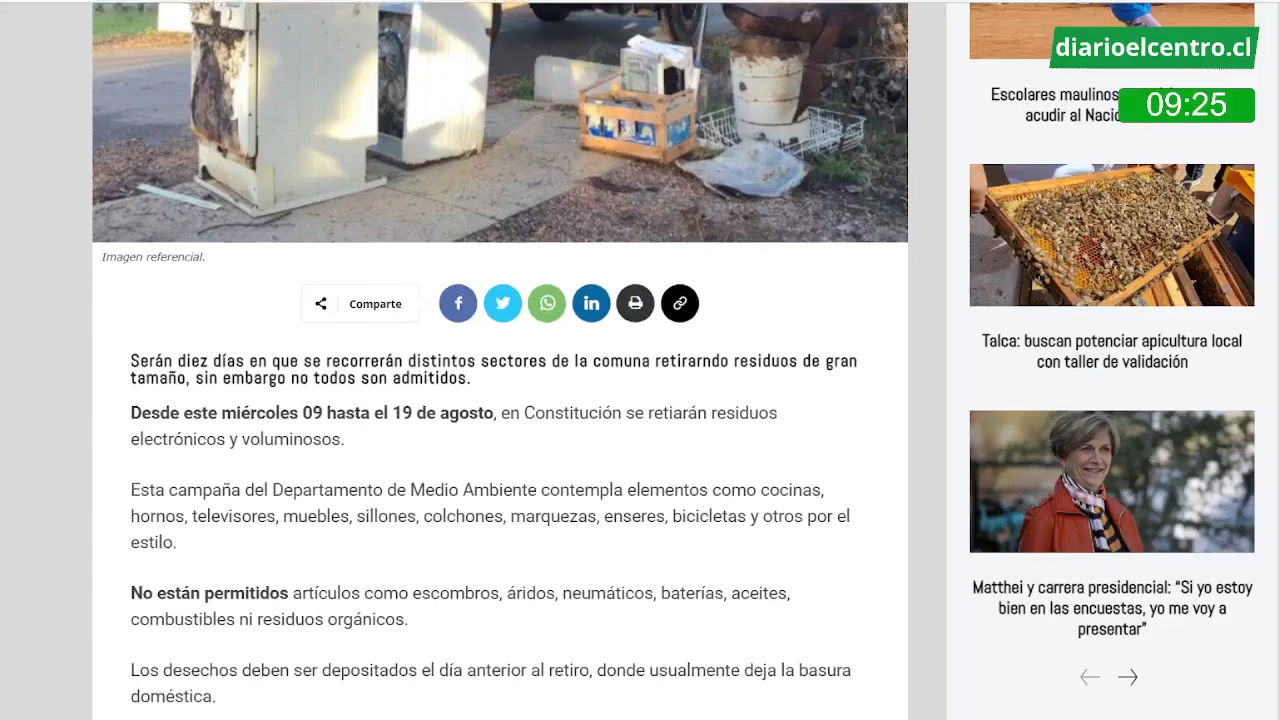 diarioelcentro.cl
09:25
Imagen referencial.
Comparte
Serán diez días en que se recorrerán distintos sectores de la comuna retirarndo residuos de gran
tamaño, sin embargo no todos son admitidos.
Desde este miércoles 09 hasta el 19 de agosto, en Constitución se retiarán residuos
electrónicos y voluminosos.
Esta campaña del Departamento de Medio Ambiente contempla elementos como cocinas,
hornos, televisores, muebles, sillones, colchones, marquezas, enseres, bicicletas y otros por el
estilo.
No están permitidos artículos como escombros, áridos, neumáticos, baterías, aceites,
combustibles ni residuos orgánicos.
Los desechos deben ser depositados el día anterior al retiro, donde usualmente deja la basura
doméstica.
Escolares maulinos
acudir al
Talca: buscan potenciar apicultura local
con taller de validación
Matthei y carrera presidencial: “Si yo estoy
bien en las encuestas, yo me voy a
presentar”